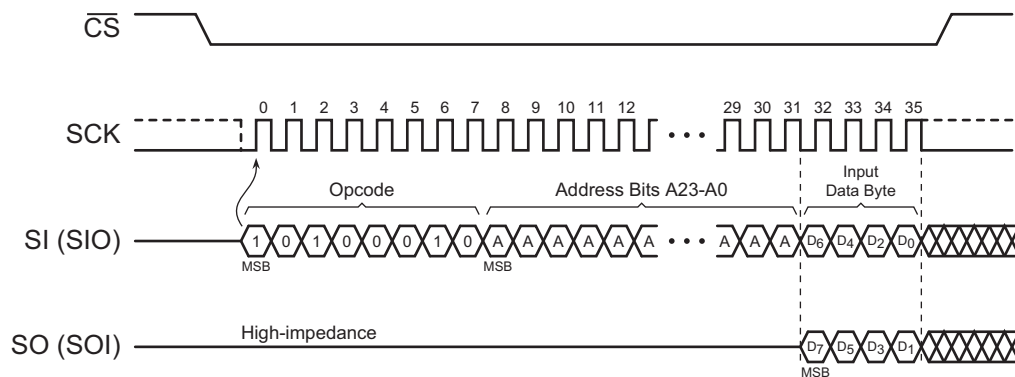 CS
0 1 2 3 4 5 6 7 8 9 10 11 12 29 30 31 32 33 34 35
SCK
Opcode Address Bits A23-A0 Input Data Byte
SI (SIO) 1 0 1 0 0 0 1 0 A A A A A A A A A D6 D4 D2 D0
MSB MSB
High-impedance
SO (SOI) D7 D5 D3 D1
MSB